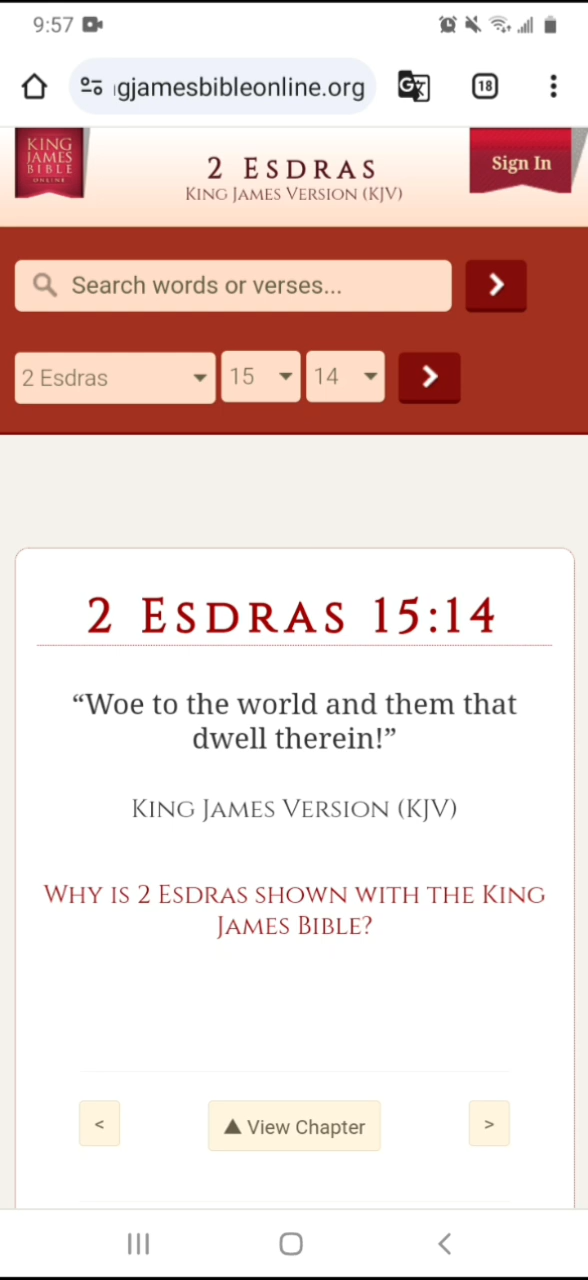 9:57
gjamesbibleonline.org
18
KING
JAMES
BIBLE
ONLINE
2 ESDRAS
KING JAMES VERSION (KJV)
Sign In
Search words or verses...
2 Esdras
15
14
2 ESDRAS 15:14
“Woe to the world and them that
dwell therein!”
KING JAMES VERSION (KJV)
WHY IS 2 ESDRAS SHOWN WITH THE KING
JAMES BIBLE?
<
▲ View Chapter
>